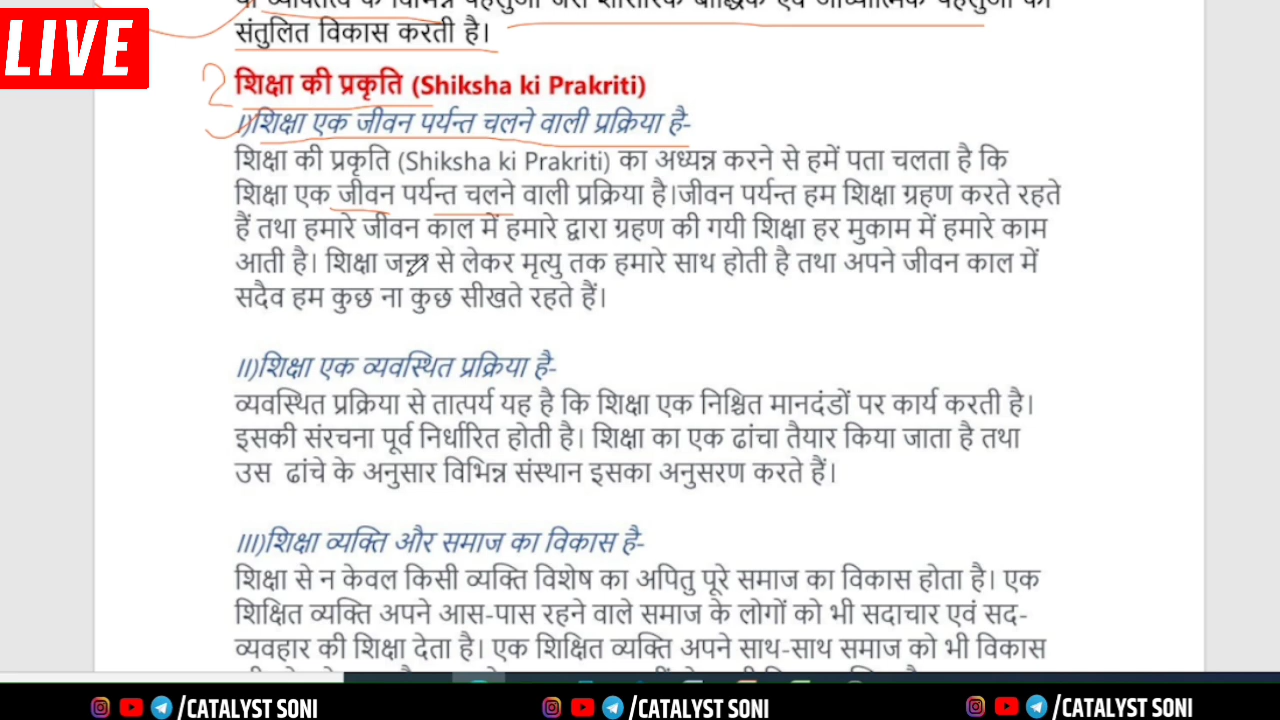 LIVE
संतुलित विकास करती है।
2
शिक्षा की प्रकृति (Shiksha ki Prakriti)
I)शिक्षा एक जीवन पर्यन्त चलने वाली प्रक्रिया है-
शिक्षा की प्रकृति (Shiksha ki Prakriti) का अध्यन्न करने से हमें पता चलता है कि
शिक्षा एक जीवन पर्यन्त चलने वाली प्रक्रिया है।जीवन पर्यन्त हम शिक्षा ग्रहण करते रहते
हैं तथा हमारे जीवन काल में हमारे द्वारा ग्रहण की गयी शिक्षा हर मुकाम में हमारे काम
आती है। शिक्षा जन्म से लेकर मृत्यु तक हमारे साथ होती है तथा अपने जीवन काल में
सदैव हम कुछ ना कुछ सीखते रहते हैं।
II)शिक्षा एक व्यवस्थित प्रक्रिया है-
व्यवस्थित प्रक्रिया से तात्पर्य यह है कि शिक्षा एक निश्चित मानदंडों पर कार्य करती है।
इसकी संरचना पूर्व निर्धारित होती है। शिक्षा का एक ढांचा तैयार किया जाता है तथा
उस ढांचे के अनुसार विभिन्न संस्थान इसका अनुसरण करते हैं।
III)शिक्षा व्यक्ति और समाज का विकास है-
शिक्षा से न केवल किसी व्यक्ति विशेष का अपितु पूरे समाज का विकास होता है। एक
शिक्षित व्यक्ति अपने आस-पास रहने वाले समाज के लोगों को भी सदाचार एवं सद-
व्यवहार की शिक्षा देता है। एक शिक्षित व्यक्ति अपने साथ-साथ समाज को भी विकास
/CATALYST SONI /CATALYST SONI /CATALYST SONI